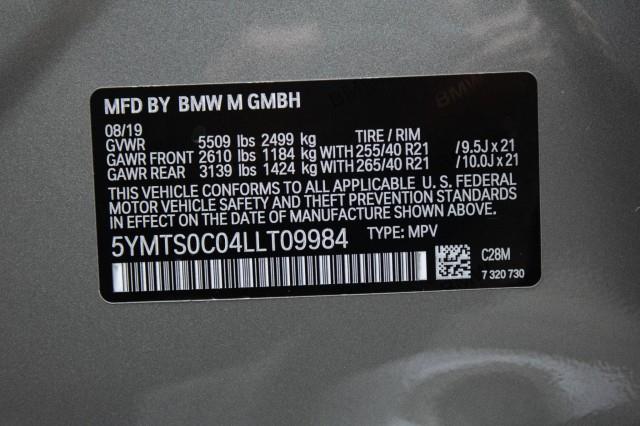 MFD BY BMW M GMBH
08/19 TIRE / RIM
GVWR 5509 lbs 2499 kg
GAWR FRONT 2610 lbs 1184 kg WITH 255/40 R21 / 9.5J x 21
GAWR REAR 3139 lbs 1424 kg WITH 265/40 R21 / 10.0J x 21
THIS VEHICLE CONFORMS TO ALL APPLICABLE U. S. FEDERAL
MOTOR VEHICLE SAFETY AND THEFT PREVENTION STANDARDS
IN EFFECT ON THE DATE OF MANUFACTURE SHOWN ABOVE.
5YMTS0C04LLT09984 TYPE: MPV
C28M
7 320 730